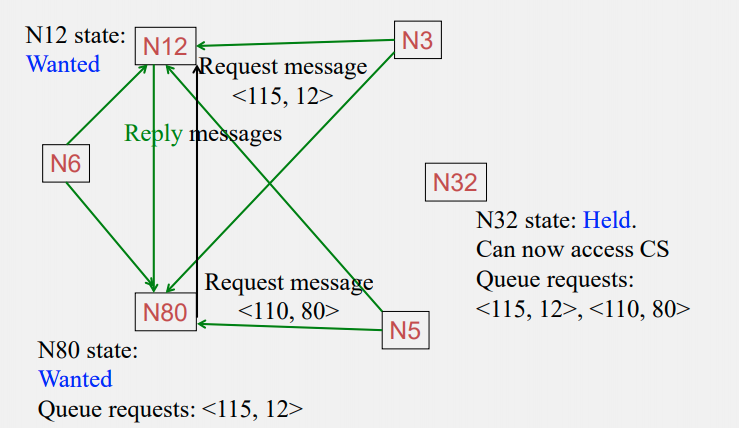 N12 state:
Wanted
N12
N3
Request message
<115, 12>
Reply messages
N6
N32
N32 state: Held.
Can now access CS
Queue requests:
<115, 12>, <110, 80>
Request message
<110, 80>
N80
N5
N80 state:
Wanted
Queue requests: <115, 12>